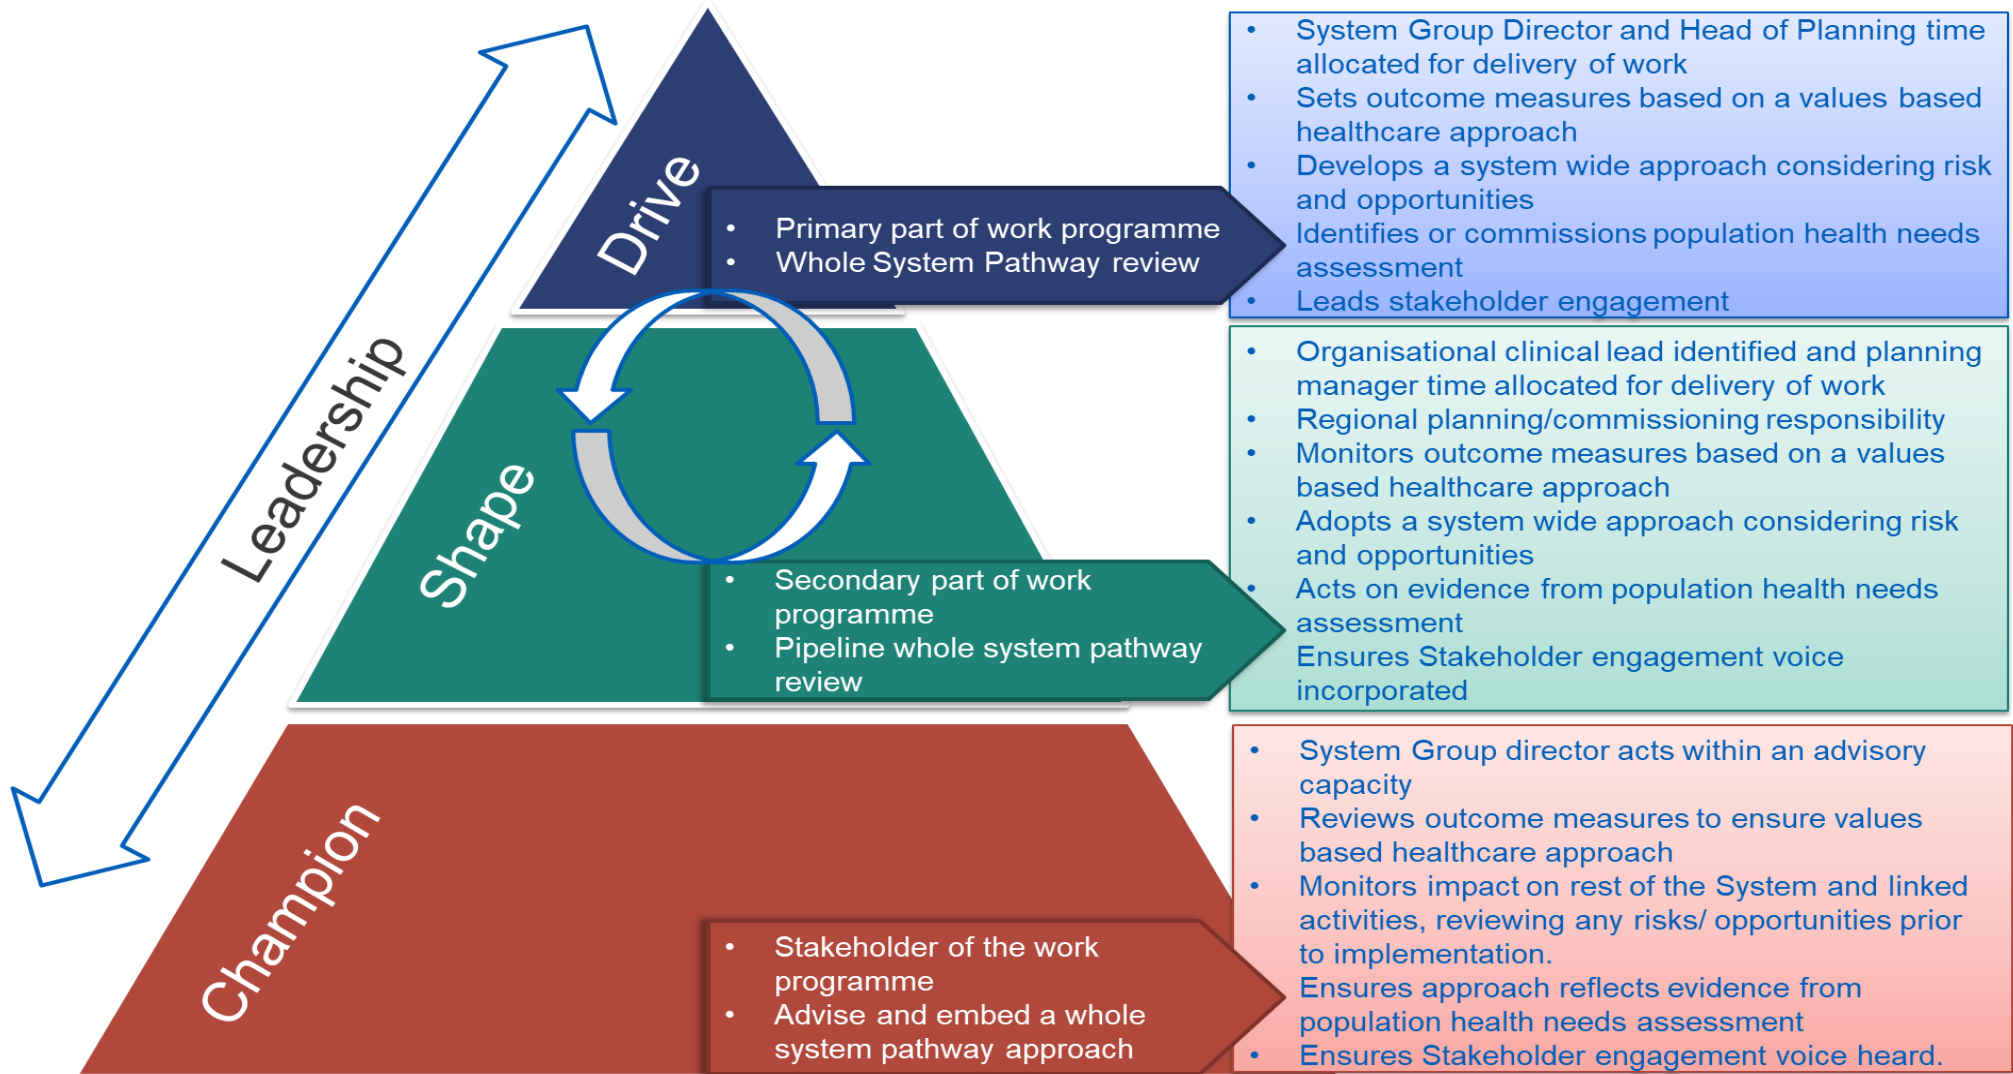 Leadership
Drive
• Primary part of work programme
• Whole System Pathway review
• System Group Director and Head of Planning time
allocated for delivery of work
• Sets outcome measures based on a values based
healthcare approach
• Develops a system wide approach considering risk
and opportunities
Identifies or commissions population health needs
assessment
• Leads stakeholder engagement
Shape
• Secondary part of work
programme
• Pipeline whole system pathway
review
• Organisational clinical lead identified and planning
manager time allocated for delivery of work
• Regional planning/commissioning responsibility
• Monitors outcome measures based on a values
based healthcare approach
• Adopts a system wide approach considering risk
and opportunities
• Acts on evidence from population health needs
assessment
Ensures Stakeholder engagement voice
incorporated
Champion
• Stakeholder of the work
programme
• Advise and embed a whole
system pathway approach
• System Group director acts within an advisory
capacity
• Reviews outcome measures to ensure values
based healthcare approach
• Monitors impact on rest of the System and linked
activities, reviewing any risks/ opportunities prior
to implementation.
Ensures approach reflects evidence from
population health needs assessment
• Ensures Stakeholder engagement voice heard.